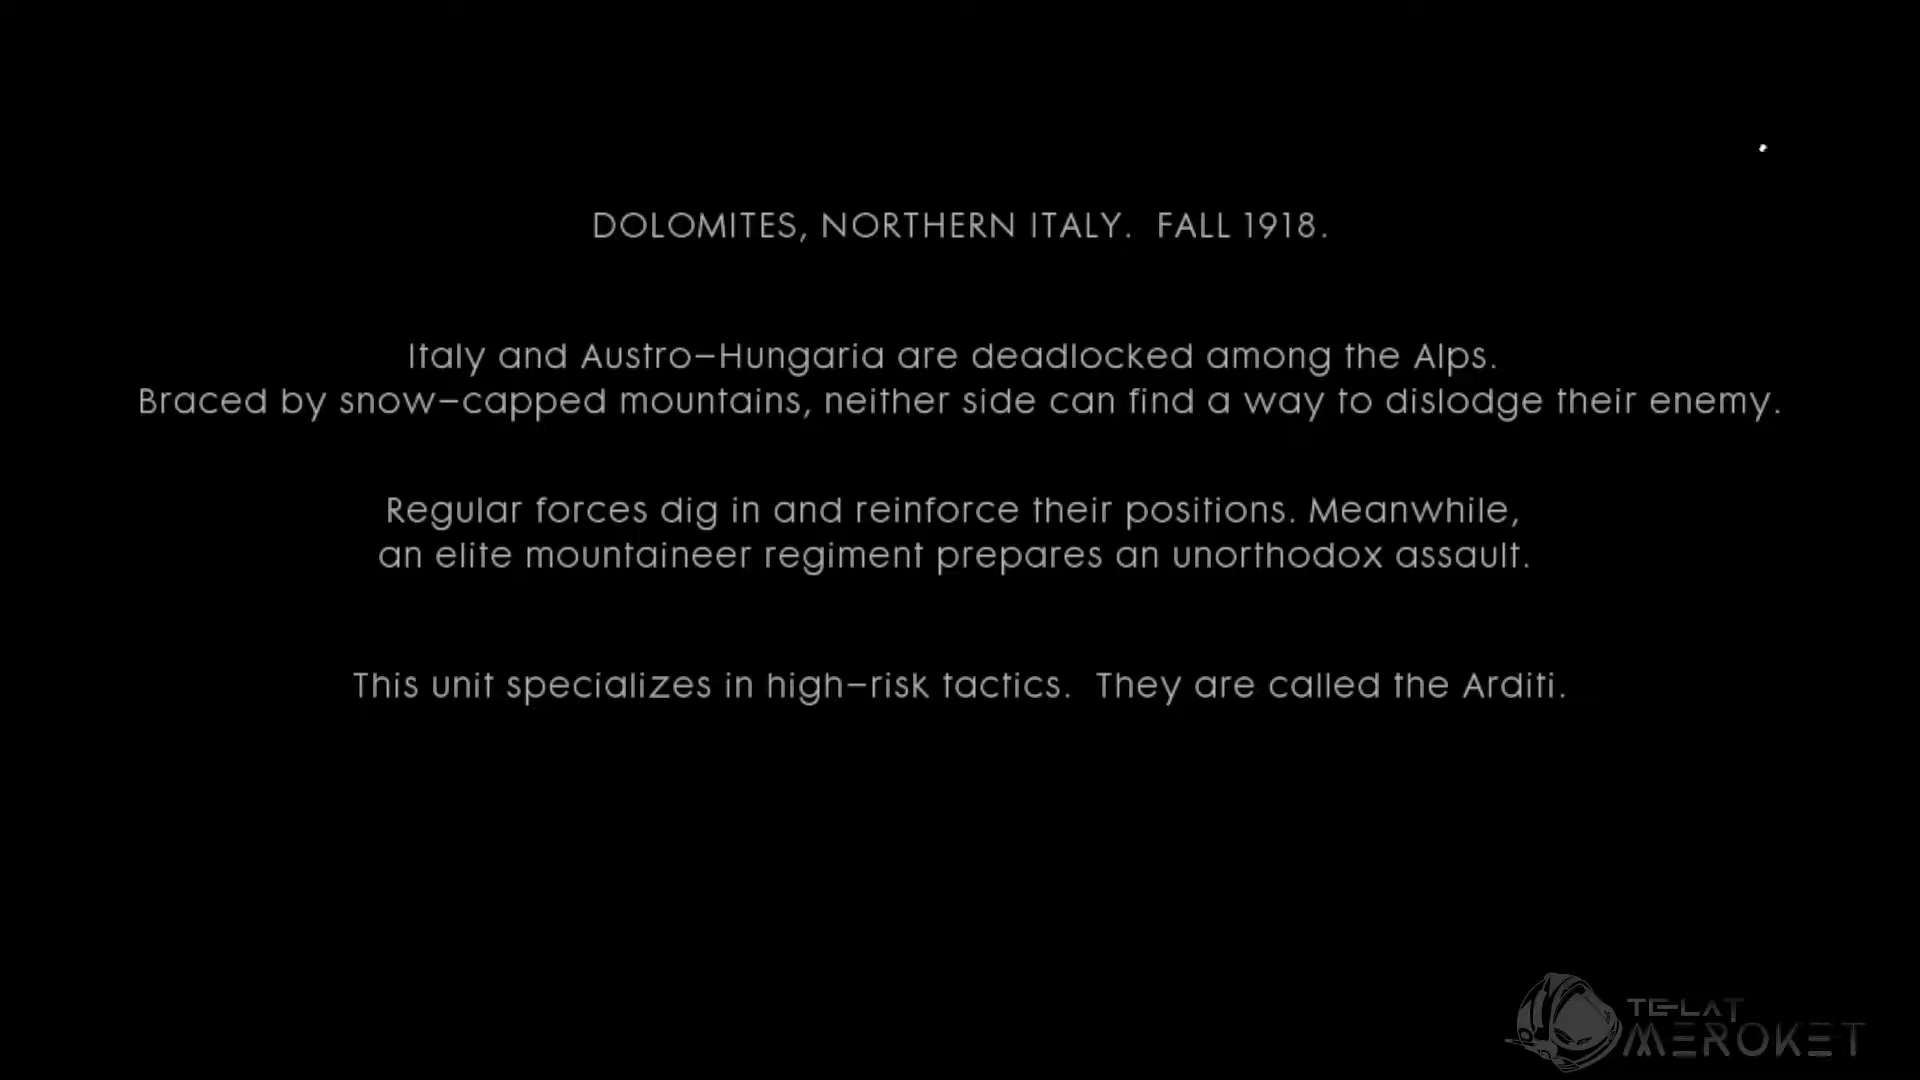 DOLOMITES, NORTHERN ITALY.  FALL 1918.
Italy and Austro-Hungaria are deadlocked among the Alps.
Braced by snow-capped mountains, neither side can find a way to dislodge their enemy.
Regular forces dig in and reinforce their positions. Meanwhile,
an elite mountaineer regiment prepares an unorthodox assault.
This unit specializes in high-risk tactics.  They are called the Arditi.
TELAT
MEROKET